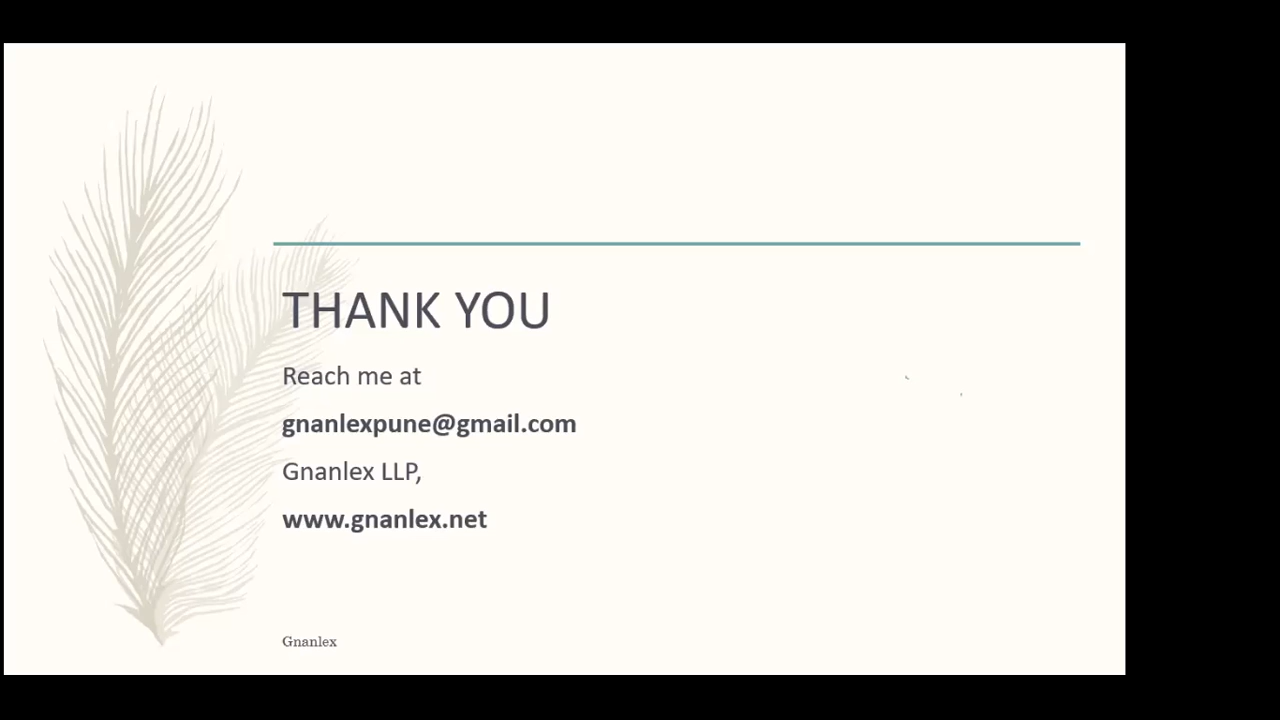 THANK YOU
Reach me at
gnanlexpune@gmail.com
Gnanlex LLP,
www.gnanlex.net
Gnanlex